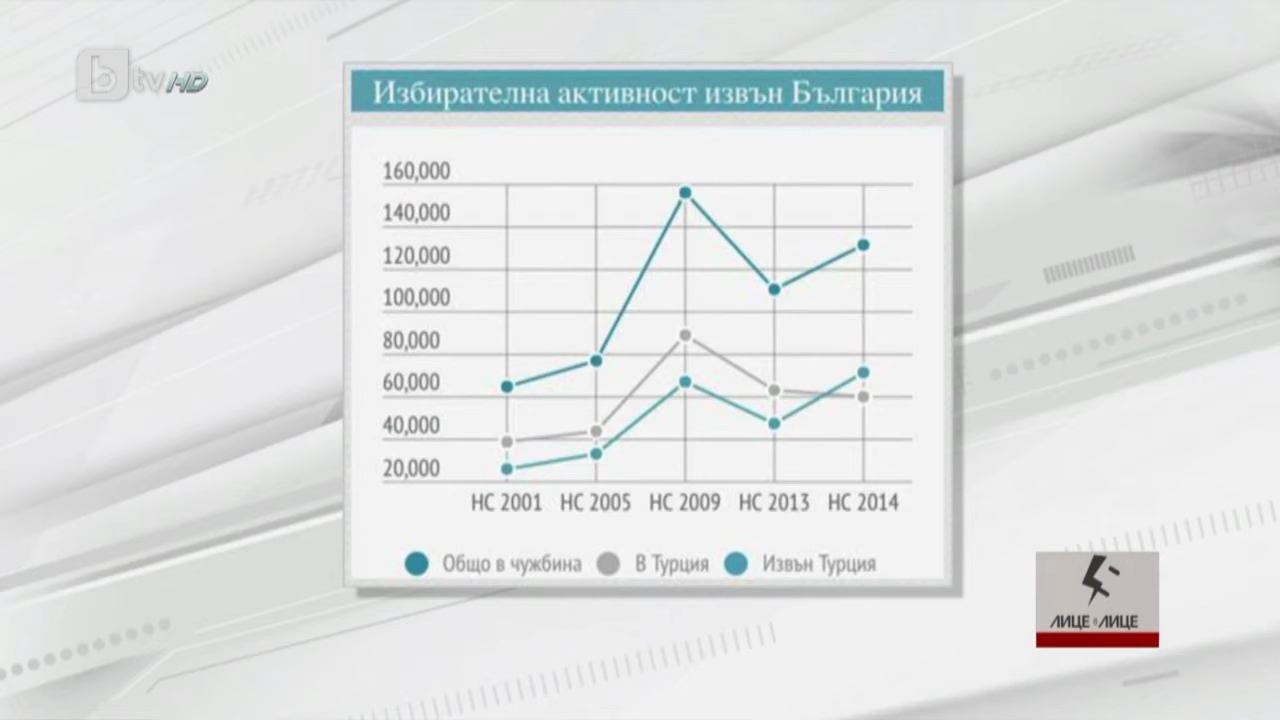 btv HD
Избирателна активност извън България
160,000
140,000
120,000
100,000
80,000
60,000
40,000
20,000
НС 2001 НС 2005 НС 2009 НС 2013 НС 2014
Общо в чужбина В Турция Извън Турция
ЛИЦЕ в ЛИЦЕ